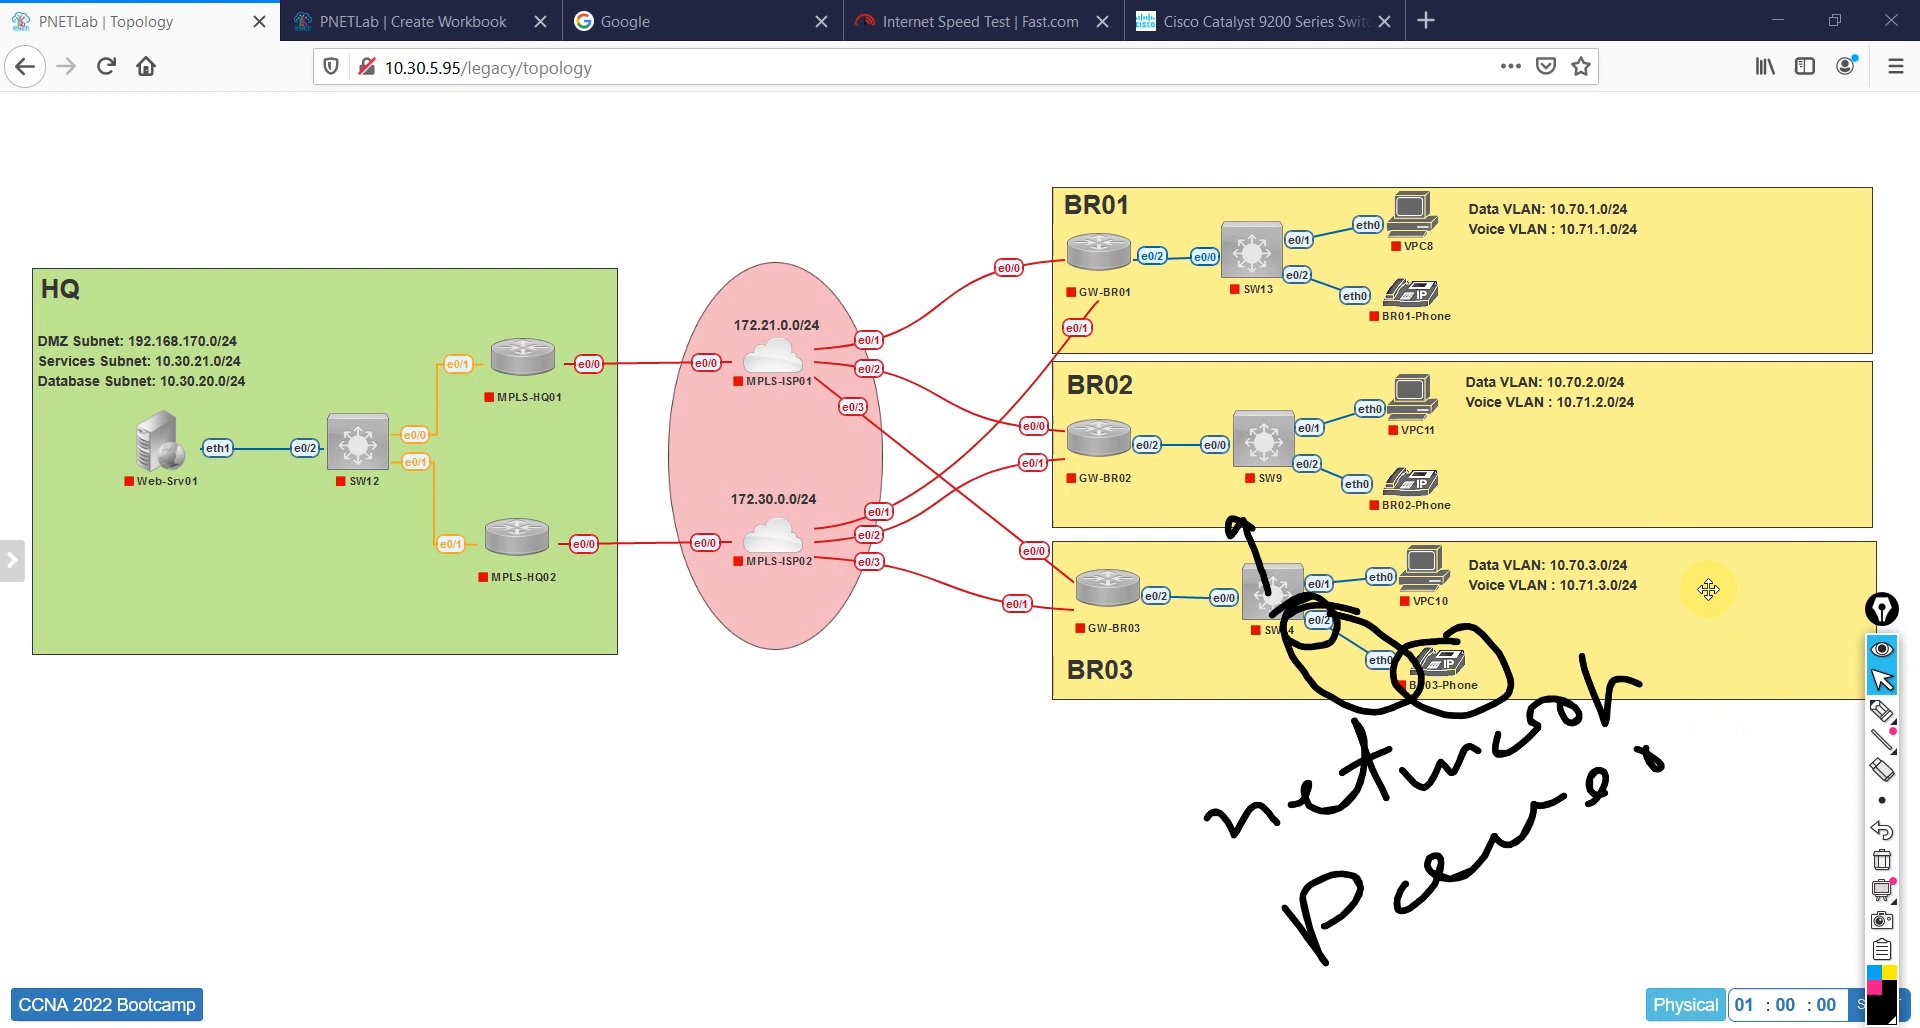 PNETLab | Topology
PNETLab | Create Workbook
Google
Internet Speed Test | Fast.com
Cisco Catalyst 9200 Series Swit
10.30.5.95/legacy/topology
HQ
DMZ Subnet: 192.168.170.0/24
Services Subnet: 10.30.21.0/24
Database Subnet: 10.30.20.0/24
Web-Srv01
eth1
e0/2
SW12
e0/0
e0/1
e0/1
MPLS-HQ01
e0/0
e0/1
MPLS-HQ02
e0/0
172.21.0.0/24
e0/0
MPLS-ISP01
e0/1
e0/2
e0/3
172.30.0.0/24
e0/0
MPLS-ISP02
e0/1
e0/2
e0/3
BR01
e0/0
e0/1
GW-BR01
e0/2
e0/0
SW13
e0/1
e0/2
eth0
VPC8
eth0
IP
BR01-Phone
Data VLAN: 10.70.1.0/24
Voice VLAN : 10.71.1.0/24
BR02
e0/0
e0/1
GW-BR02
e0/2
e0/0
SW9
e0/1
e0/2
eth0
VPC11
eth0
IP
BR02-Phone
Data VLAN: 10.70.2.0/24
Voice VLAN : 10.71.2.0/24
e0/0
e0/1
GW-BR03
e0/2
e0/0
e0/1
e0/2
eth0
VPC10
eth0
IP
Data VLAN: 10.70.3.0/24
Voice VLAN : 10.71.3.0/24
BR03
network
Power
CCNA 2022 Bootcamp
Physical
01 : 00 : 00